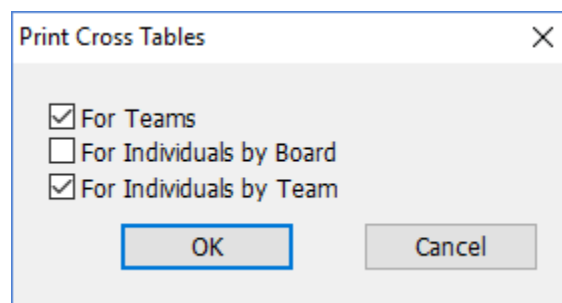 Print Cross Tables
For Teams
For Individuals by Board
For Individuals by Team
OK Cancel